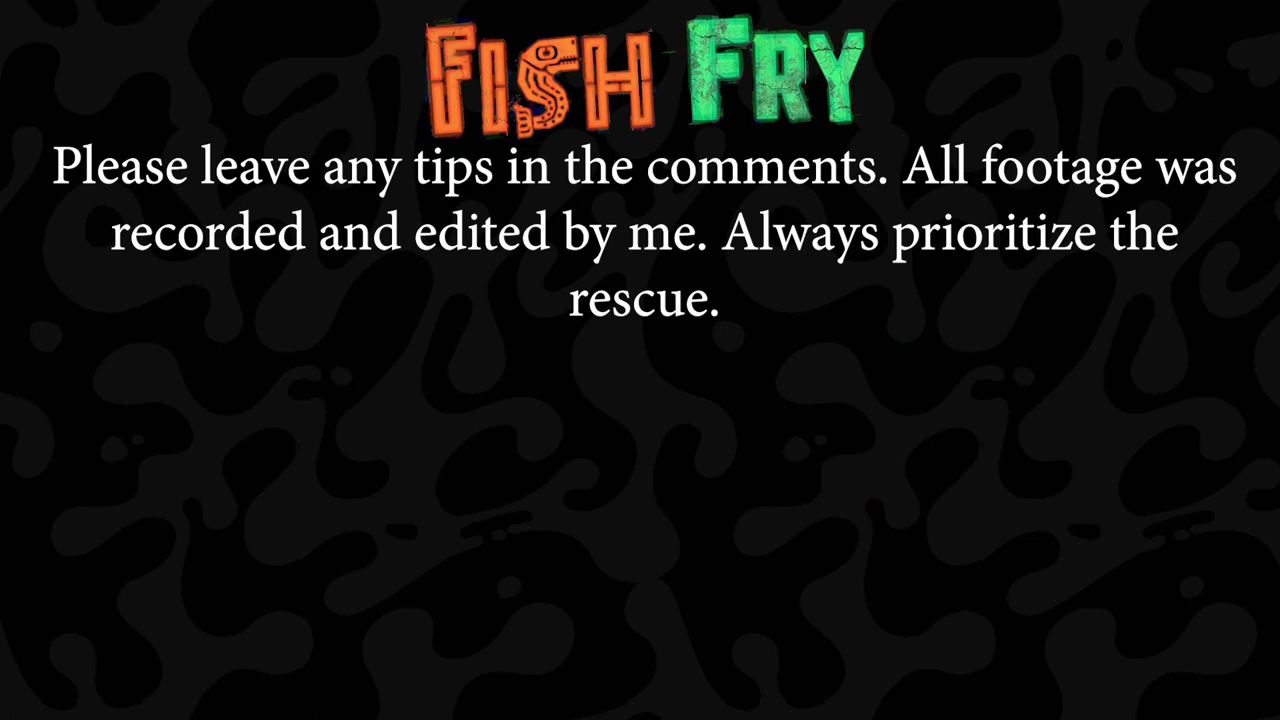 FISH FRY
Please leave any tips in the comments. All footage was
recorded and edited by me. Always prioritize the
rescue.